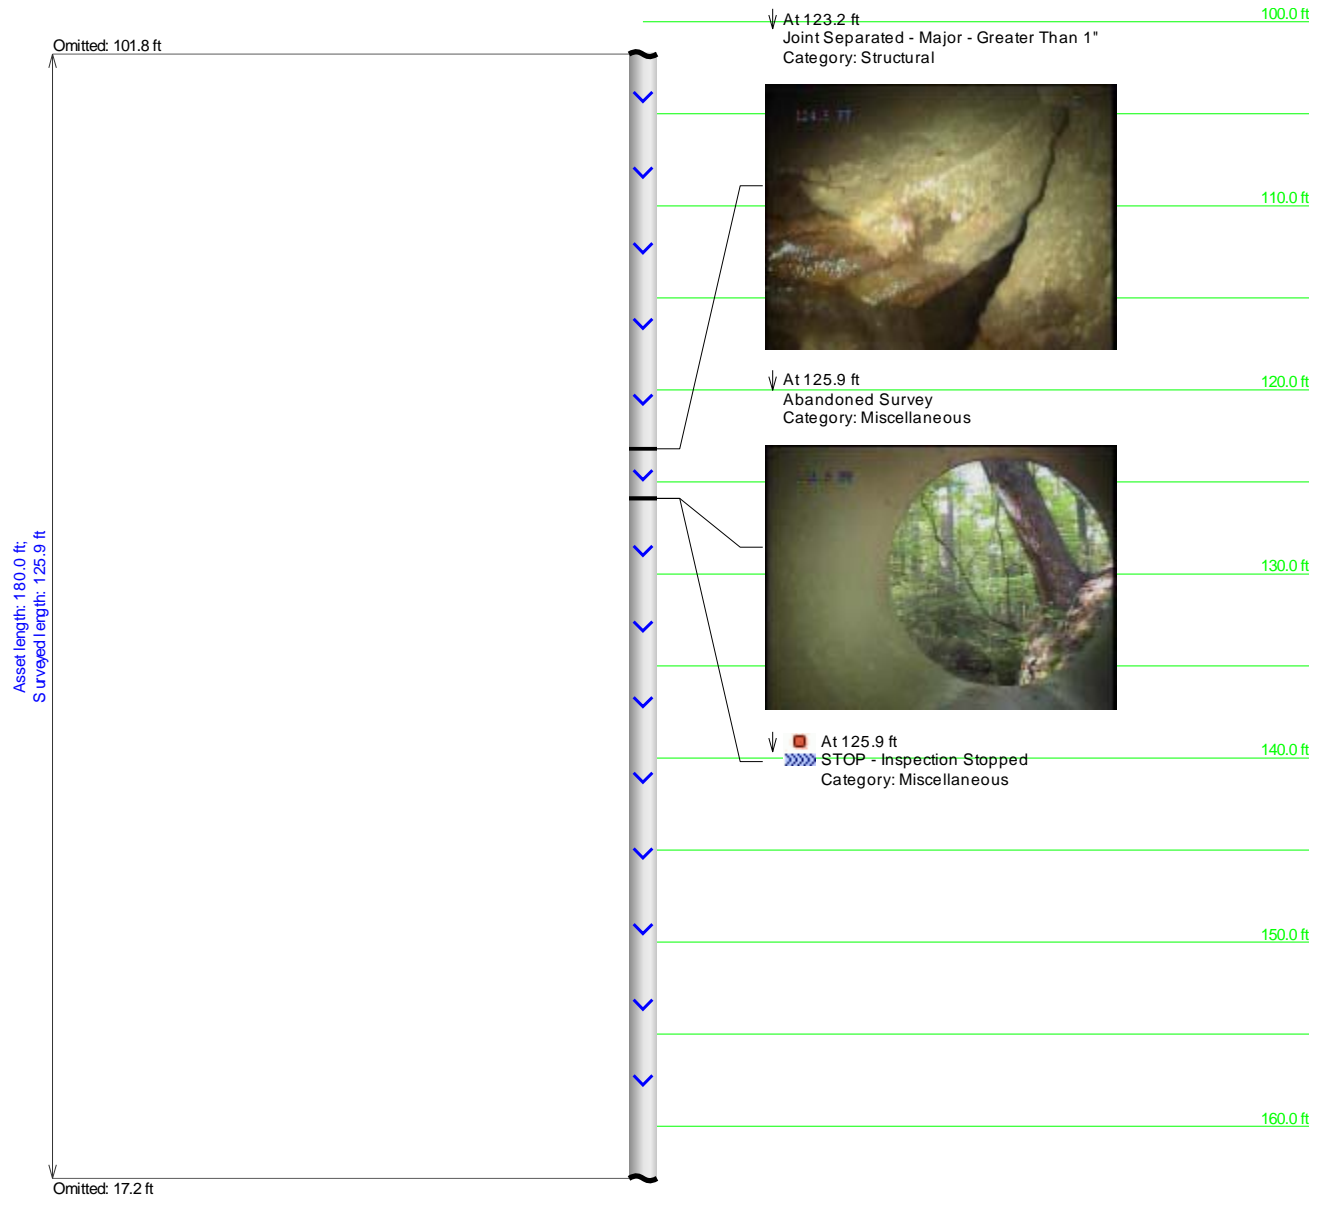 100.0 ft
At 123.2 ft
Joint Separated - Major - Greater Than 1"
Category: Structural
Omitted: 101.8 ft
110.0 ft
At 125.9 ft
Abandoned Survey
Category: Miscellaneous
120.0 ft
130.0 ft
Asset length: 180.0 ft;
Surveyed length: 125.9 ft
At 125.9 ft
STOP - Inspection Stopped
Category: Miscellaneous
140.0 ft
150.0 ft
160.0 ft
Omitted: 17.2 ft